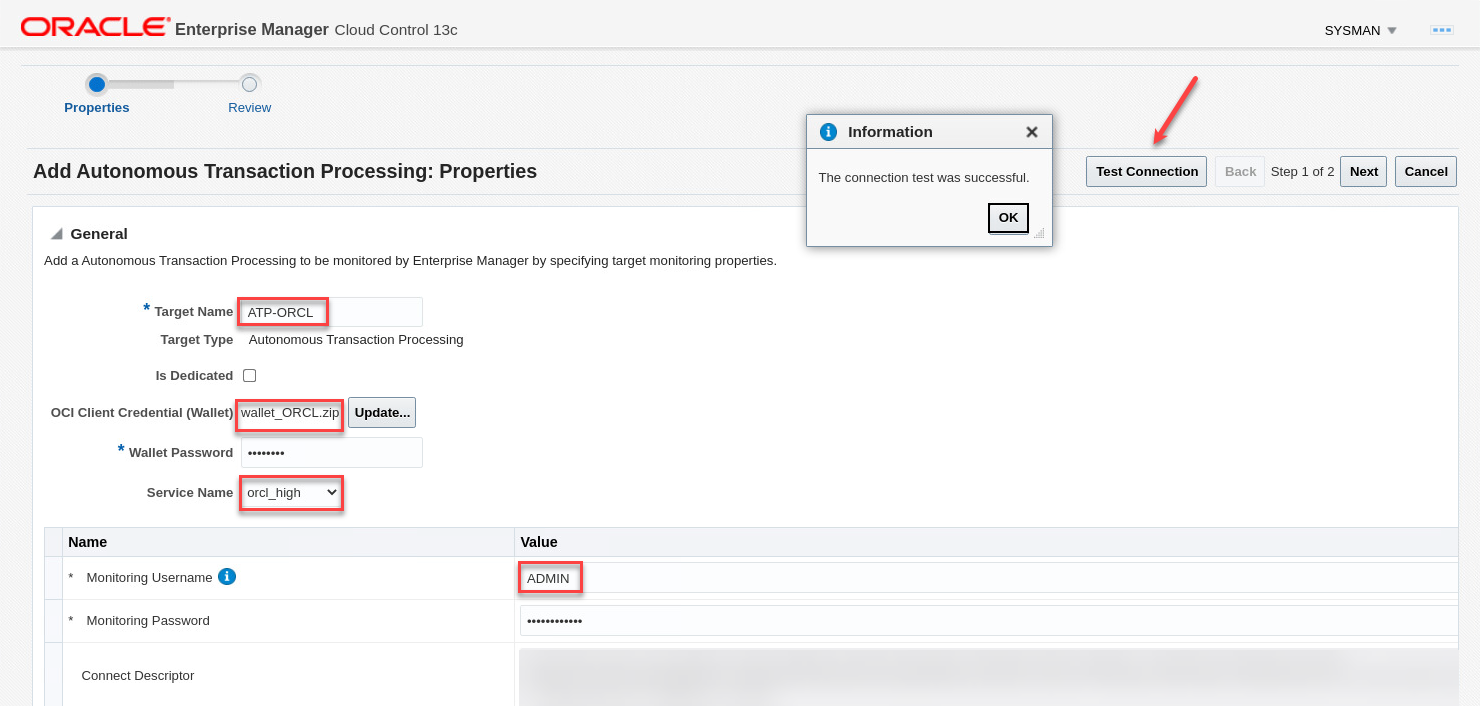 ORACLE Enterprise Manager Cloud Control 13c
SYSMAN
Properties
Review
Information
The connection test was successful.
OK
Add Autonomous Transaction Processing: Properties
Test Connection Back Step 1 of 2 Next Cancel
General
Add a Autonomous Transaction Processing to be monitored by Enterprise Manager by specifying target monitoring properties.
* Target Name ATP-ORCL
Target Type Autonomous Transaction Processing
Is Dedicated
OCI Client Credential (Wallet) wallet_ORCL.zip Update...
* Wallet Password ••••••••
Service Name orcl_high
Name Value
* Monitoring Username ADMIN
* Monitoring Password ••••••••••••
Connect Descriptor